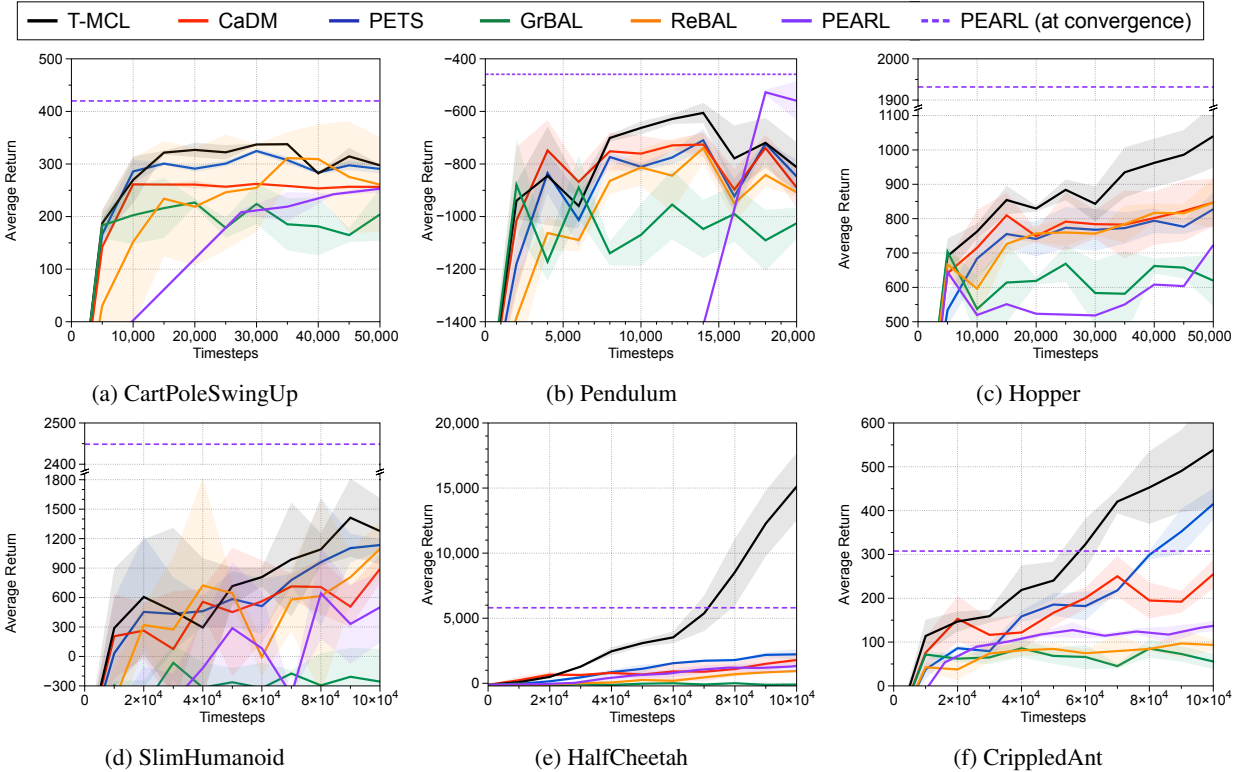 T-MCL CaDM PETS GrBAL ReBAL PEARL PEARL (at convergence)
500
400
300
200
100
0
Average Return
0 10,000 20,000 30,000 40,000 50,000
Timesteps
(a) CartPoleSwingUp
−400
−600
−800
−1000
−1200
−1400
Average Return
0 5,000 10,000 15,000 20,000
Timesteps
(b) Pendulum
2000
1900
1100
1000
900
800
700
600
500
Average Return
0 10,000 20,000 30,000 40,000 50,000
Timesteps
(c) Hopper
2500
2400
1800
1500
1200
900
600
300
0
−300
Average Return
0 2×10⁴ 4×10⁴ 6×10⁴ 8×10⁴ 10×10⁴
Timesteps
(d) SlimHumanoid
20,000
15,000
10,000
5,000
0
Average Return
0 2×10⁴ 4×10⁴ 6×10⁴ 8×10⁴ 10×10⁴
Timesteps
(e) HalfCheetah
600
500
400
300
200
100
0
Average Return
0 2×10⁴ 4×10⁴ 6×10⁴ 8×10⁴ 10×10⁴
Timesteps
(f) CrippledAnt